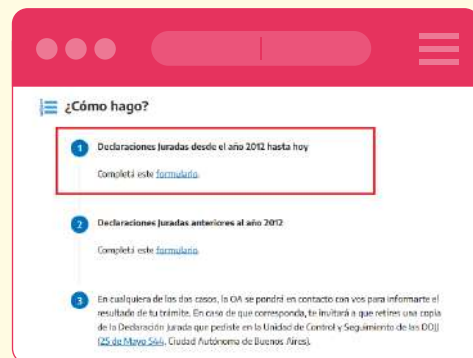 ¿Cómo hago?
1 Declaraciones Juradas desde el año 2012 hasta hoy
Completá este formulario.
2 Declaraciones Juradas anteriores al año 2012
Completá este formulario.
3 En cualquiera de los dos casos, la OA se pondrá en contacto con vos para informarte el
resultado de tu trámite. En caso de que corresponda, te invitará a que retires una copia
de la Declaración Jurada que pediste en la Unidad de Control y Seguimiento de las DDJJ
(25 de Mayo 544, Ciudad Autónoma de Buenos Aires).